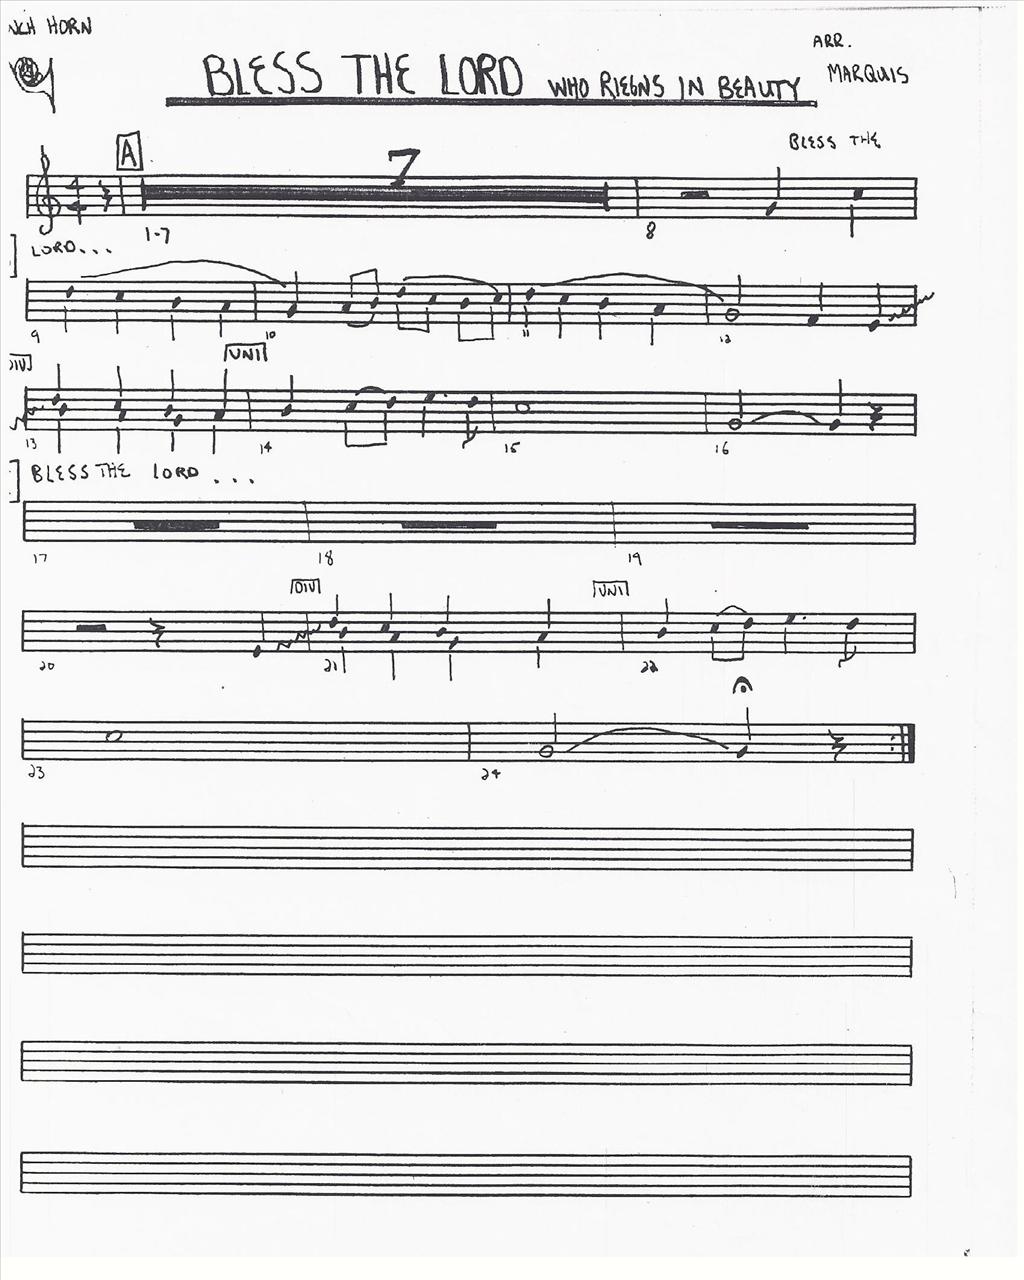 NCH HORN
ARR.
BLESS THE LORD WHO RIEGNS IN BEAUTY MARQUIS
BLESS THE
A
7
4
4
1-7 8
LORD...
9 10 11 12
DIV UNI
13 14 15 16
BLESS THE LORD ...
17 18 19
DIV UNI
20 21 22
23 24